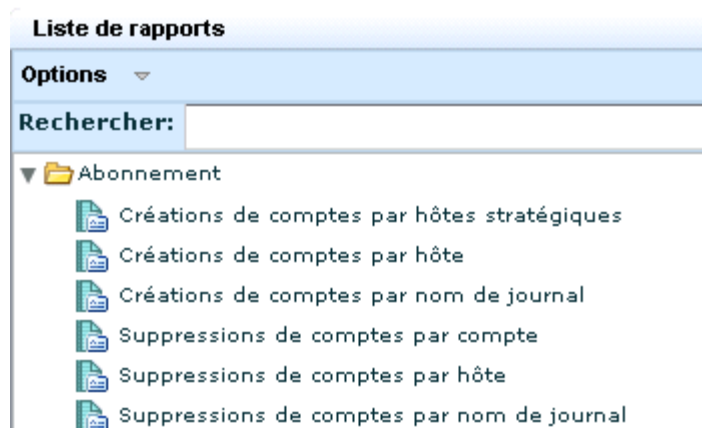 Liste de rapports
Options
Rechercher:
Abonnement
Créations de comptes par hôtes stratégiques
Créations de comptes par hôte
Créations de comptes par nom de journal
Suppressions de comptes par compte
Suppressions de comptes par hôte
Suppressions de comptes par nom de journal